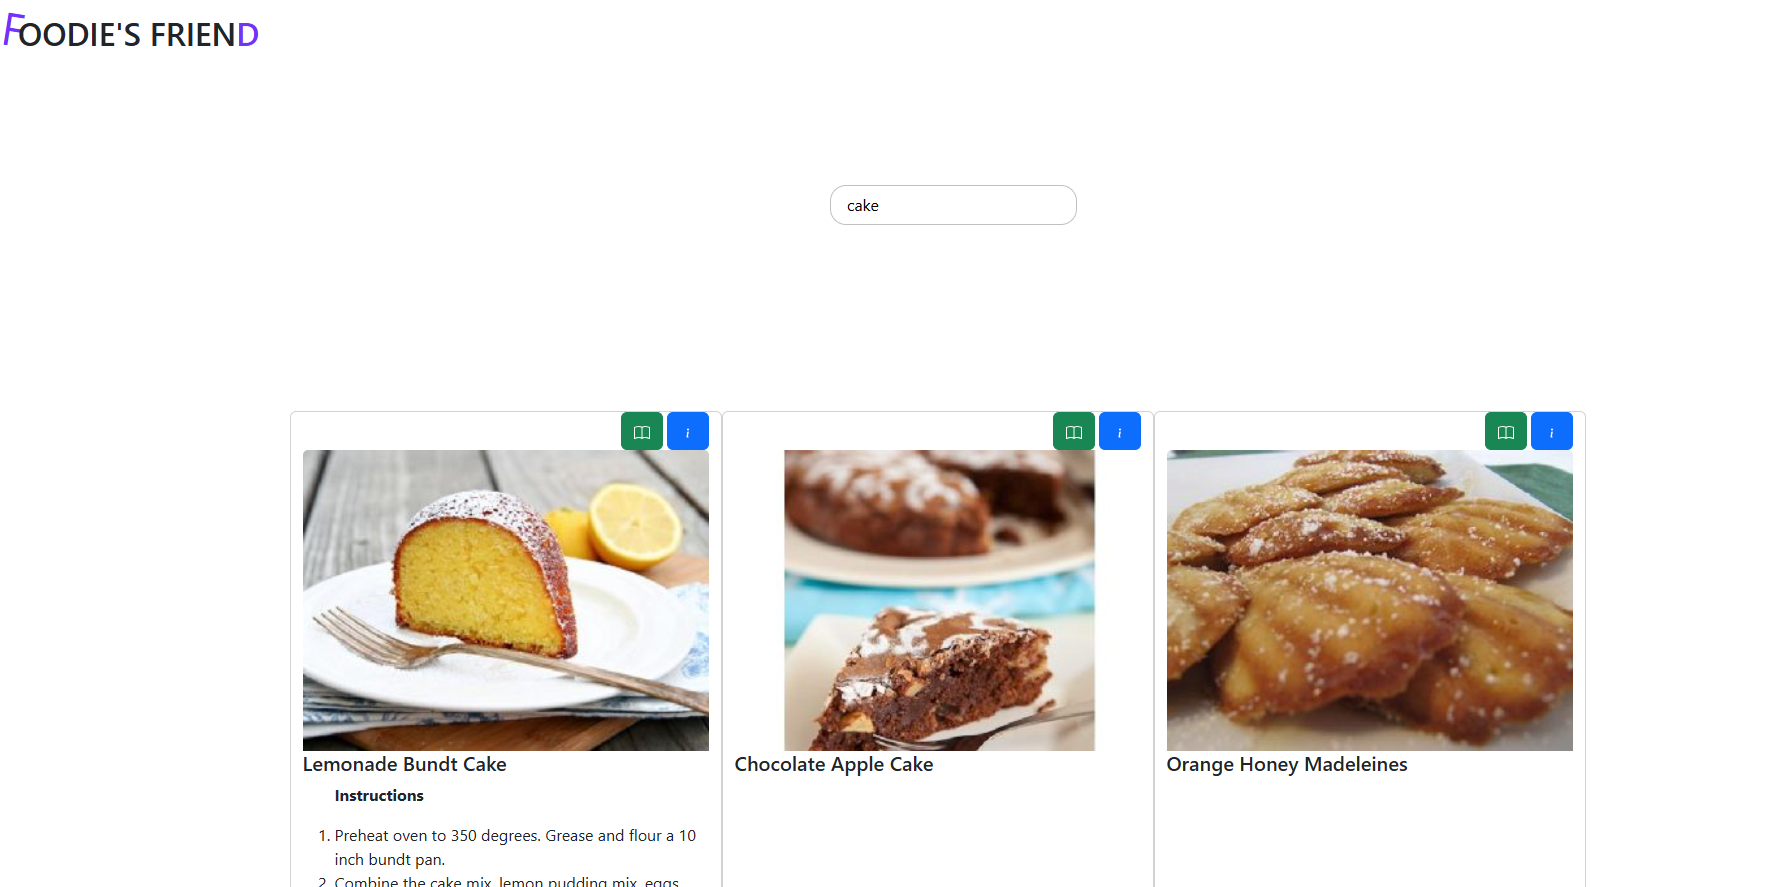 FOODIE'S FRIEND
cake
i
i
i
Lemonade Bundt Cake
Chocolate Apple Cake
Orange Honey Madeleines
Instructions
1. Preheat oven to 350 degrees. Grease and flour a 10
inch bundt pan.
2. Combine the cake mix, lemon pudding mix, eggs,